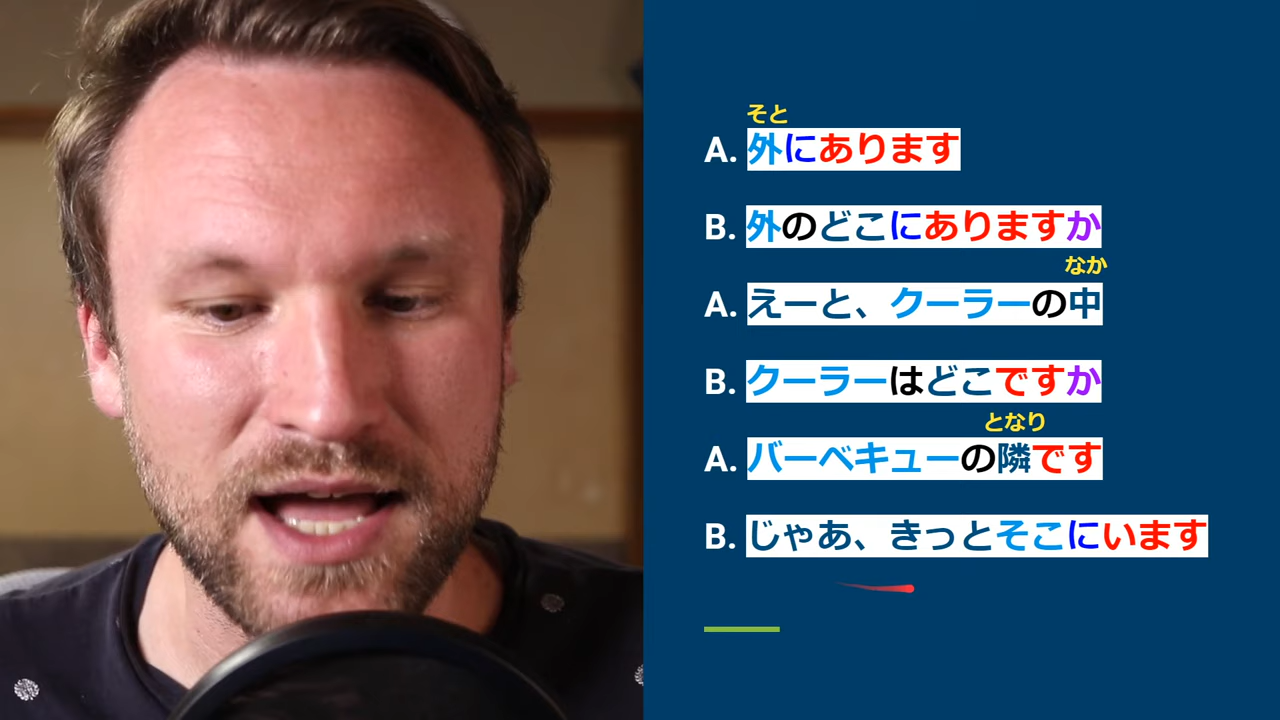 そと
A. 外にあります
B. 外のどこにありますか
なか
A. えーと、クーラーの中
B. クーラーはどこですか
となり
A. バーベキューの隣です
B. じゃあ、きっとそこにいます